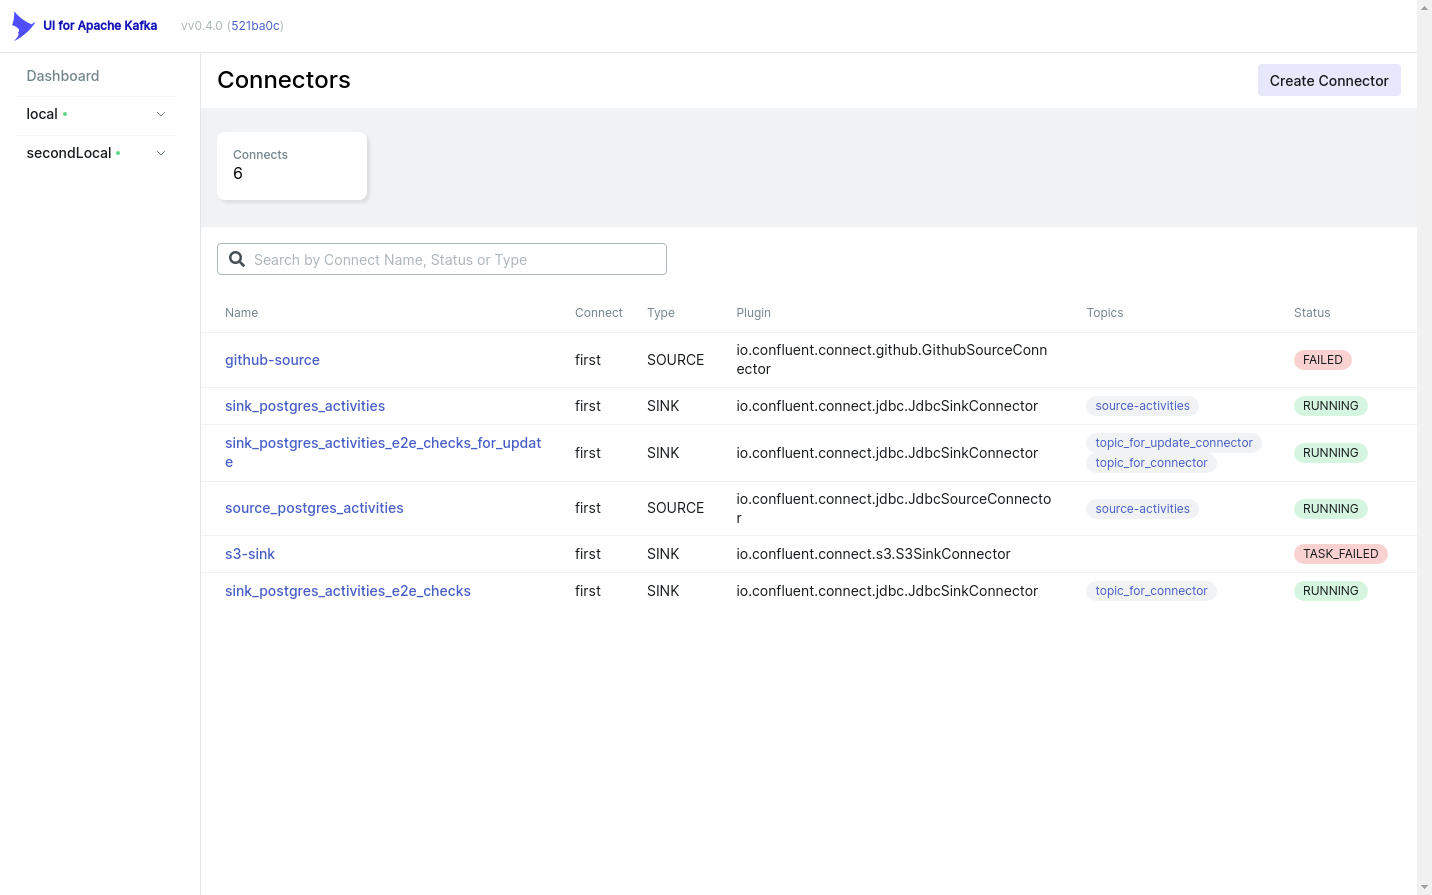 UI for Apache Kafka vv0.4.0 (521ba0c)
Dashboard
local
secondLocal
Connectors
Create Connector
Connects
6
Search by Connect Name, Status or Type
Name Connect Type Plugin Topics Status
github-source first SOURCE io.confluent.connect.github.GithubSourceConn
ector FAILED
sink_postgres_activities first SINK io.confluent.connect.jdbc.JdbcSinkConnector source-activities RUNNING
sink_postgres_activities_e2e_checks_for_updat
e first SINK io.confluent.connect.jdbc.JdbcSinkConnector topic_for_update_connector
topic_for_connector RUNNING
source_postgres_activities first SOURCE io.confluent.connect.jdbc.JdbcSourceConnecto
r source-activities RUNNING
s3-sink first SINK io.confluent.connect.s3.S3SinkConnector TASK_FAILED
sink_postgres_activities_e2e_checks first SINK io.confluent.connect.jdbc.JdbcSinkConnector topic_for_connector RUNNING